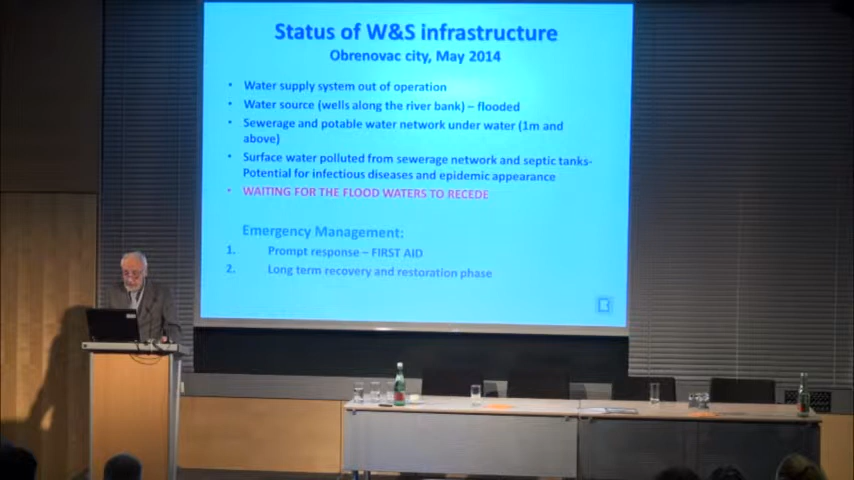 Status of W&S infrastructure
Obrenovac city, May 2014
• Water supply system out of operation
• Water source (wells along the river bank) – flooded
• Sewerage and potable water network under water (1m and
above)
• Surface water polluted from sewerage network and septic tanks-
Potential for infectious diseases and epidemic appearance
• WAITING FOR THE FLOOD WATERS TO RECEDE
Emergency Management:
1. Prompt response – FIRST AID
2. Long term recovery and restoration phase